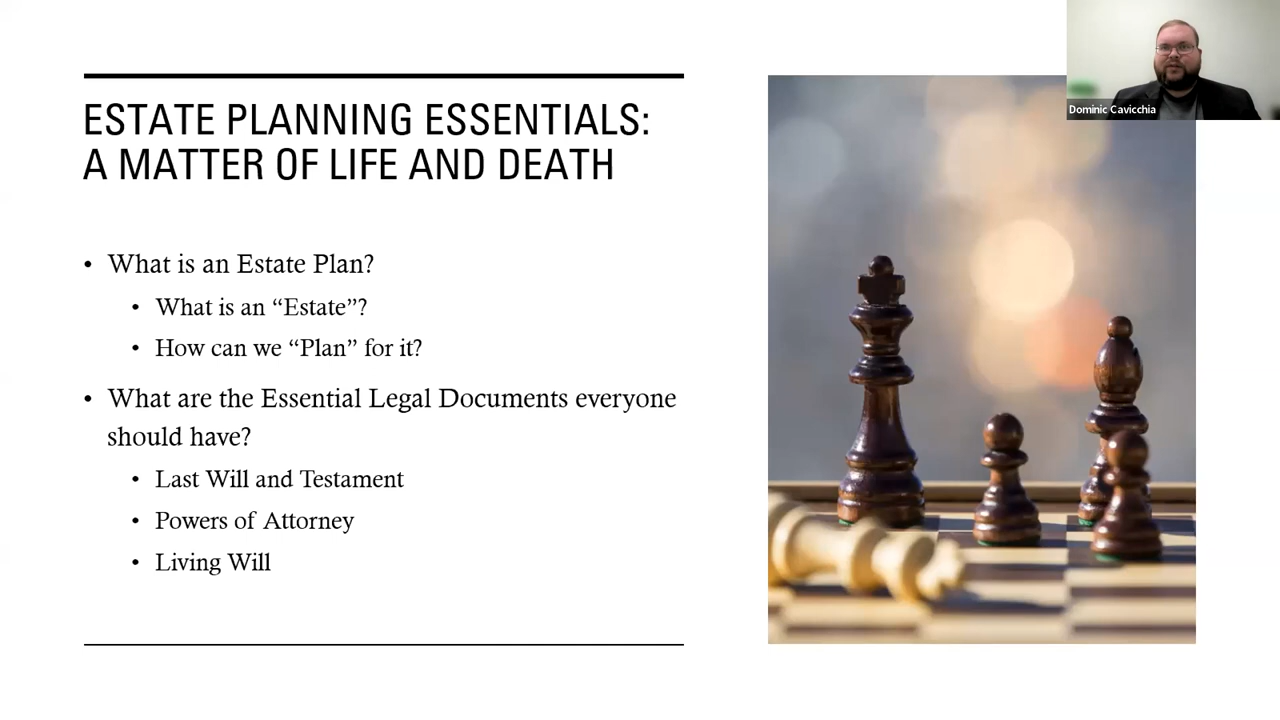 ESTATE PLANNING ESSENTIALS:
A MATTER OF LIFE AND DEATH
• What is an Estate Plan?
• What is an “Estate”?
• How can we “Plan” for it?
• What are the Essential Legal Documents everyone
should have?
• Last Will and Testament
• Powers of Attorney
• Living Will
Dominic Cavicchia